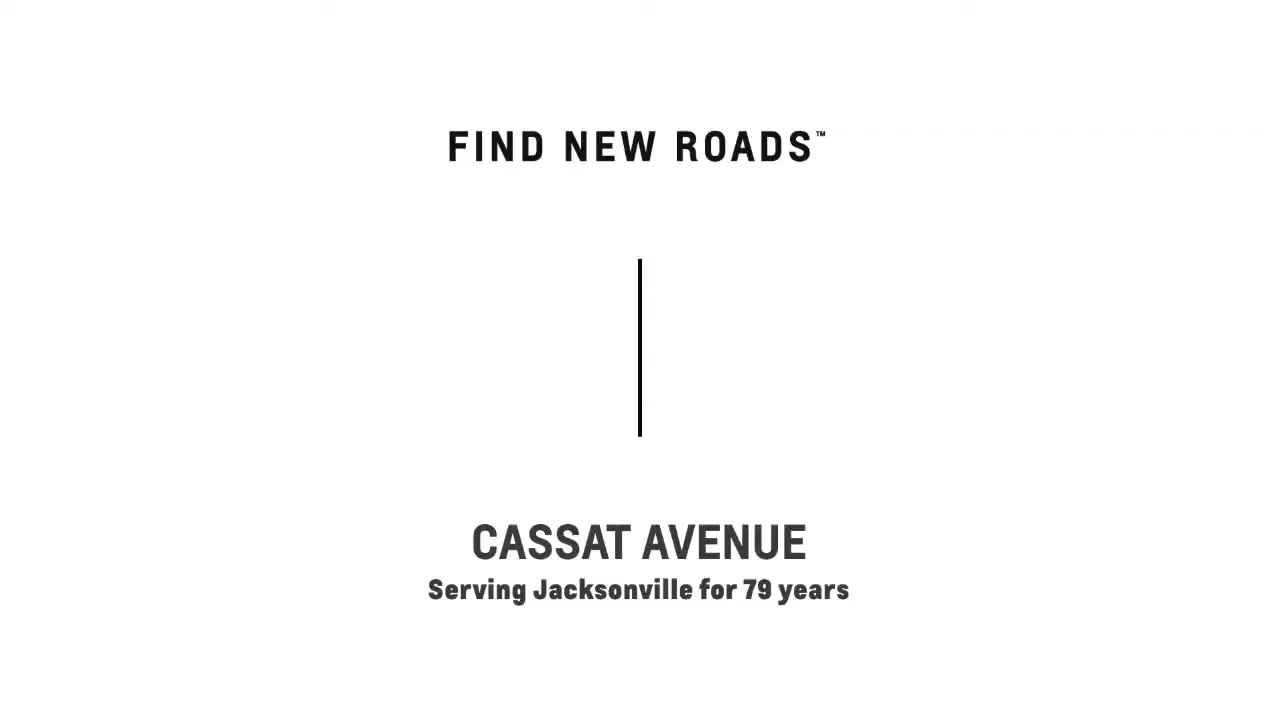 FIND NEW ROADS™
CASSAT AVENUE
Serving Jacksonville for 79 years